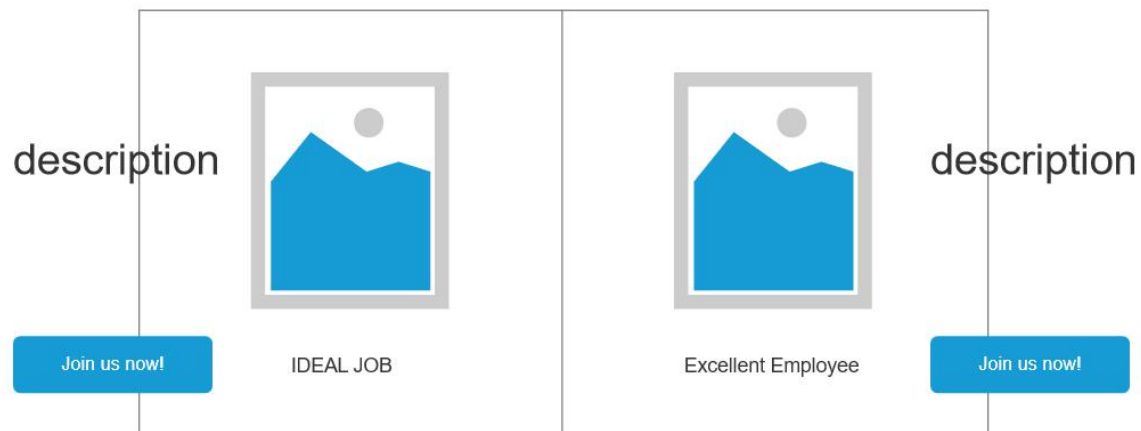 description
description
Join us now!
IDEAL JOB
Excellent Employee
Join us now!